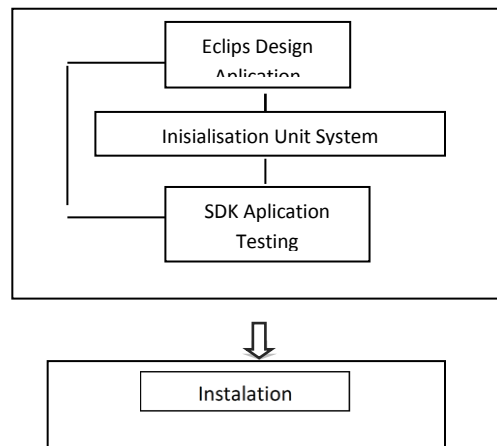 Eclips Design
Aplication
Inisialisation Unit System
SDK Aplication
Testing
Instalation